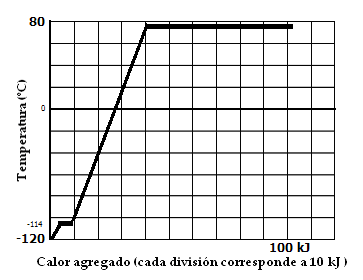 80
Temperatura (°C)
0
-114
-120
100 kJ
Calor agregado (cada división corresponde a 10 kJ )